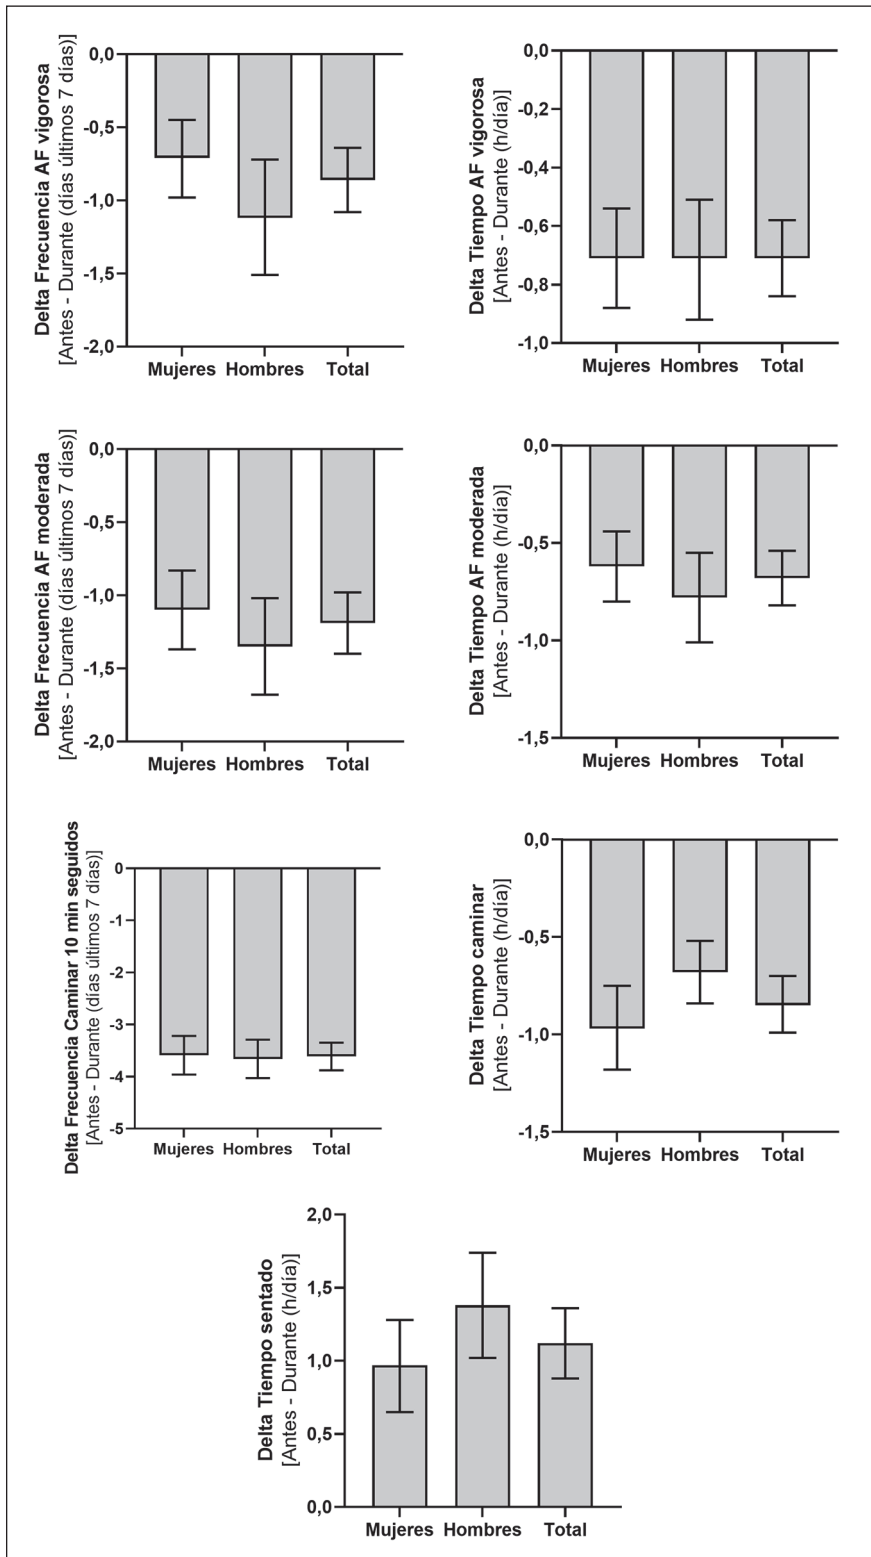 Delta Frecuencia AF vigorosa
[Antes - Durante (días últimos 7 días)]
0,0
-0,5
-1,0
-1,5
-2,0
Mujeres Hombres Total
Delta Tiempo AF vigorosa
[Antes - Durante (h/día)]
0,0
-0,2
-0,4
-0,6
-0,8
-1,0
Mujeres Hombres Total
Delta Frecuencia AF moderada
[Antes - Durante (días últimos 7 días)]
0,0
-0,5
-1,0
-1,5
-2,0
Mujeres Hombres Total
Delta Tiempo AF moderada
[Antes - Durante (h/día)]
0,0
-0,5
-1,0
-1,5
Mujeres Hombres Total
Delta Frecuencia Caminar 10 min seguidos
[Antes - Durante (días últimos 7 días)]
0
-1
-2
-3
-4
-5
Mujeres Hombres Total
Delta Tiempo caminar
[Antes - Durante (h/día)]
0,0
-0,5
-1,0
-1,5
Mujeres Hombres Total
Delta Tiempo sentado
[Antes - Durante (h/día)]
2,0
1,5
1,0
0,5
0,0
Mujeres Hombres Total